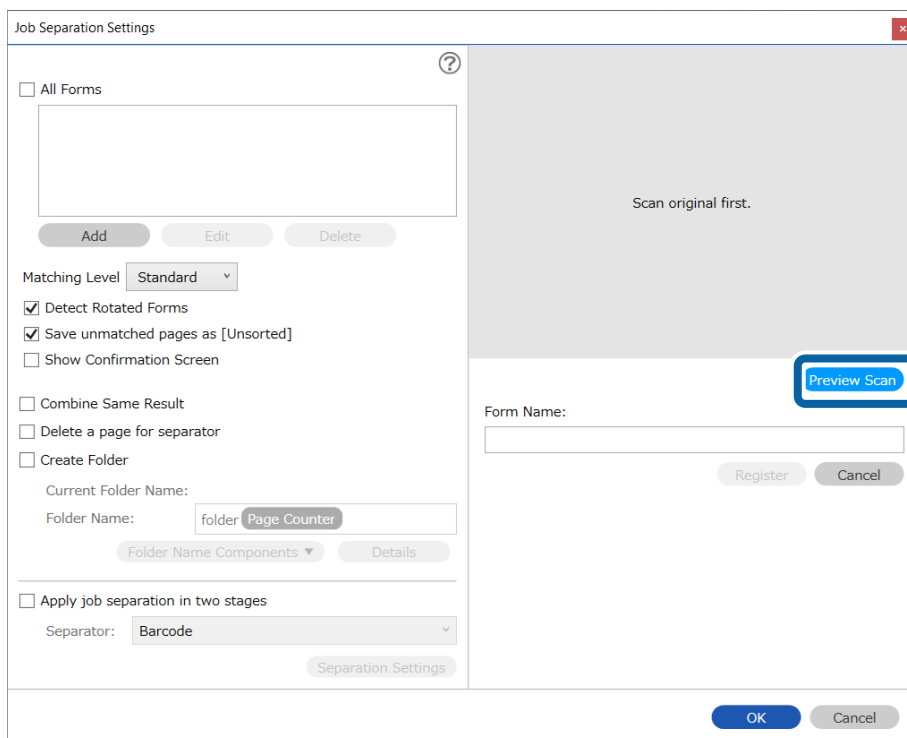 Job Separation Settings
?
All Forms
Add Edit Delete
Matching Level Standard
Detect Rotated Forms
Save unmatched pages as [Unsorted]
Show Confirmation Screen
Combine Same Result
Delete a page for separator
Create Folder
Current Folder Name:
Folder Name: folder Page Counter
Folder Name Components ▼ Details
Apply job separation in two stages
Separator: Barcode
Separation Settings
Scan original first.
Preview Scan
Form Name:
Register Cancel
OK Cancel